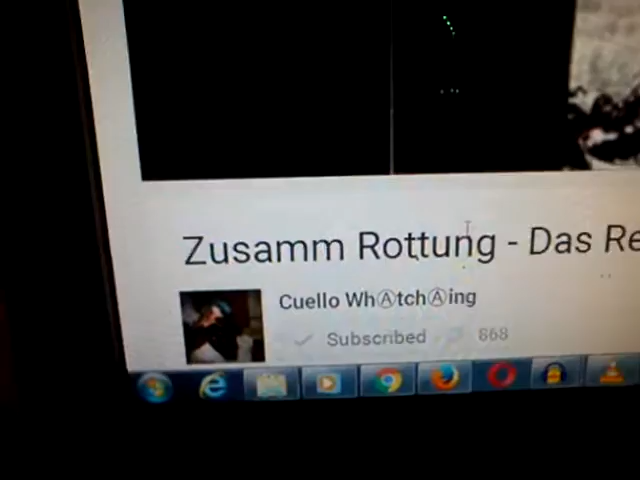 Zusamm Rottung - Das Re
Cuello WhⒶtchⒶing
Subscribed 868